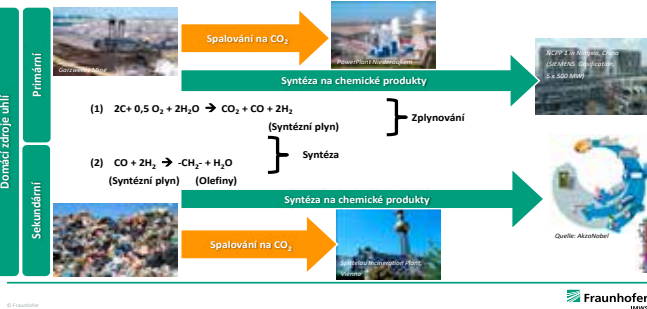 Domácí zdroje uhlí
Primární
Garzweiler Mine
Spalování na CO₂
PowerPlant Niederaußem
Syntéza na chemické produkty
NCPP 1 in Ningxia, China
(SIEMENS Gasification,
5 x 500 MW)
(1) 2C+ 0,5 O₂ + 2H₂O → CO₂ + CO + 2H₂
(Syntézní plyn)
Zplynování
Sekundární
(2) CO + 2H₂ → -CH₂- + H₂O
(Syntézní plyn) (Olefiny)
Syntéza
Syntéza na chemické produkty
Quelle: AkzoNobel
Spalování na CO₂
Spittelau Incineration Plant,
Vienna
© Fraunhofer
Fraunhofer
IMWS